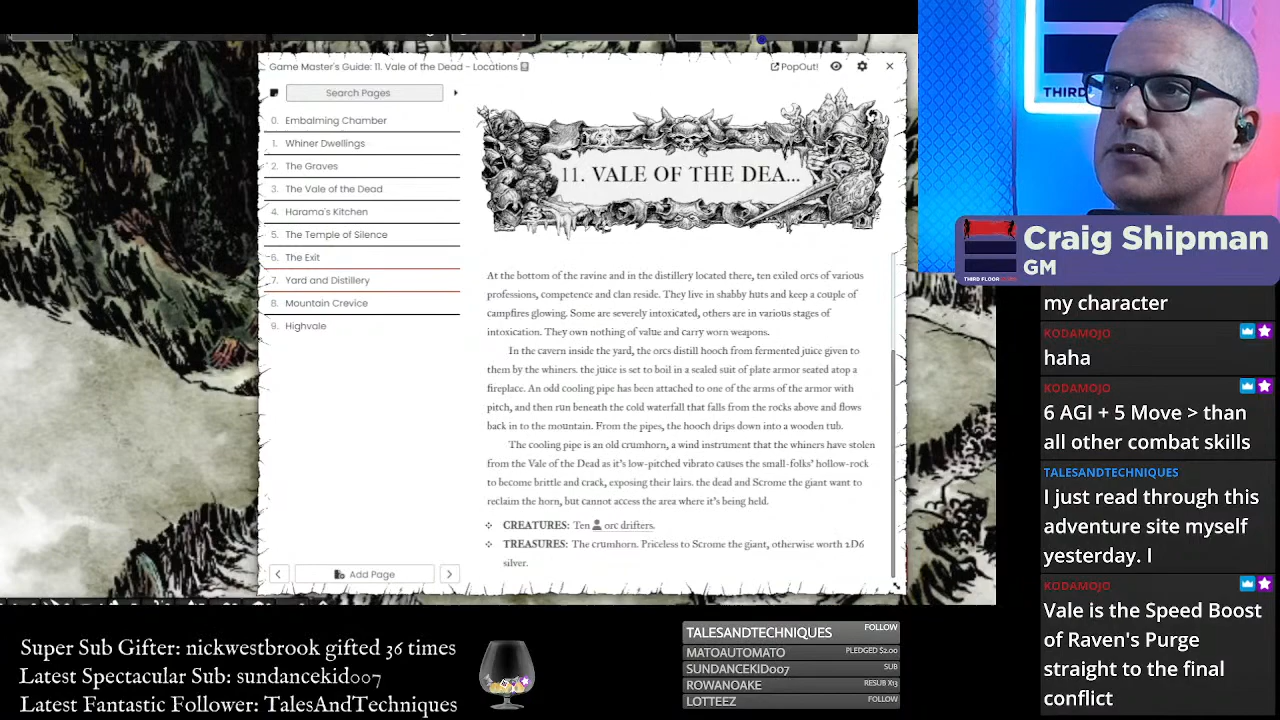 Game Master's Guide: 11. Vale of the Dead - Locations
PopOut!
Search Pages
0. Embalming Chamber
1. Whiner Dwellings
2. The Graves
3. The Vale of the Dead
4. Harama's Kitchen
5. The Temple of Silence
6. The Exit
7. Yard and Distillery
8. Mountain Crevice
9. Highvale
Add Page
11. VALE OF THE DEA...
At the bottom of the ravine and in the distillery located there, ten exiled orcs of various
professions, competence and clan reside. They live in shabby huts and keep a couple of
campfires glowing. Some are severely intoxicated, others are in various stages of
intoxication. They own nothing of value and carry worn weapons.
In the cavern inside the yard, the orcs distill hooch from fermented juice given to
them by the whiners. the juice is set to boil in a sealed suit of plate armor seated atop a
fireplace. An odd cooling pipe has been attached to one of the arms of the armor with
pitch, and then run beneath the cold waterfall that falls from the rocks above and flows
back in to the mountain. From the pipes, the hooch drips down into a wooden tub.
The cooling pipe is an old crumhorn, a wind instrument that the whiners have stolen
from the Vale of the Dead as it's low-pitched vibrato causes the small-folks' hollow-rock
to become brittle and crack, exposing their lairs. the dead and Scrome the giant want to
reclaim the horn, but cannot access the area where it's being held.
CREATURES: Ten orc drifters.
TREASURES: The crumhorn. Priceless to Scrome the giant, otherwise worth 2D6
silver.
THIRD
Craig Shipman
GM
THIRD FLOOR
my character
KODAMOJO
haha
KODAMOJO
6 AGI + 5 Move > than
all other combat skills
TALESANDTECHNIQUES
I just read through this
adventure site myself
yesterday. I
KODAMOJO
Vale is the Speed Boost
of Raven's Purge
straight to the final
conflict
Super Sub Gifter: nickwestbrook gifted 36 times
Latest Spectacular Sub: sundancekid007
Latest Fantastic Follower: TalesAndTechniques
TALESANDTECHNIQUES FOLLOW
MATOAUTOMATO PLEDGED $2.00
SUNDANCEKID007 SUB
ROWANOAKE RESUB X13
LOTTEEZ FOLLOW